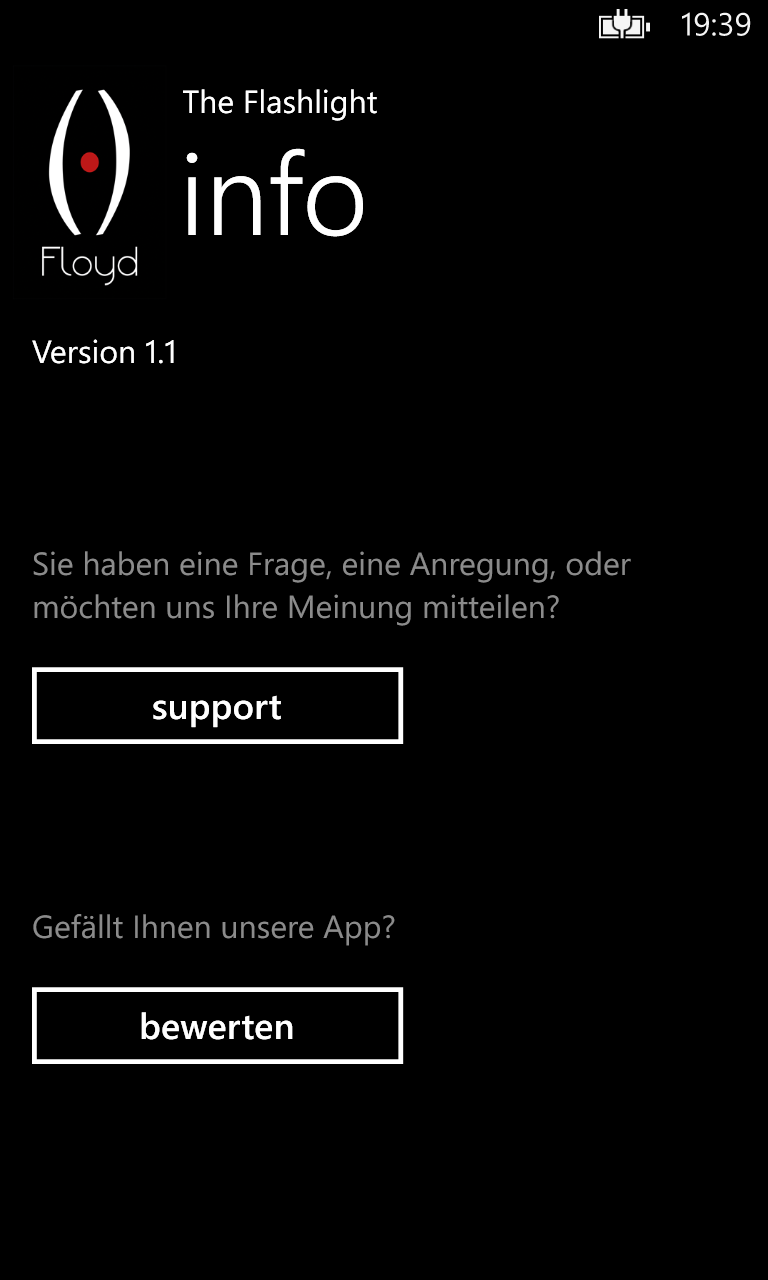 19:39
The Flashlight
info
Floyd
Version 1.1
Sie haben eine Frage, eine Anregung, oder
möchten uns Ihre Meinung mitteilen?
support
Gefällt Ihnen unsere App?
bewerten